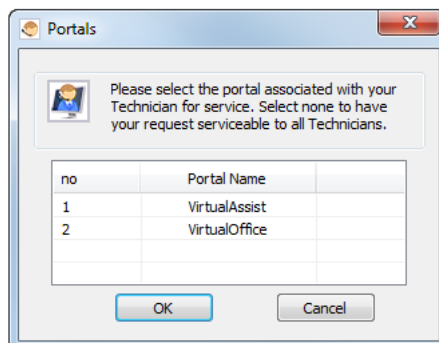 Portals
Please select the portal associated with your
Technician for service. Select none to have
your request serviceable to all Technicians.
no Portal Name
1 VirtualAssist
2 VirtualOffice
OK Cancel